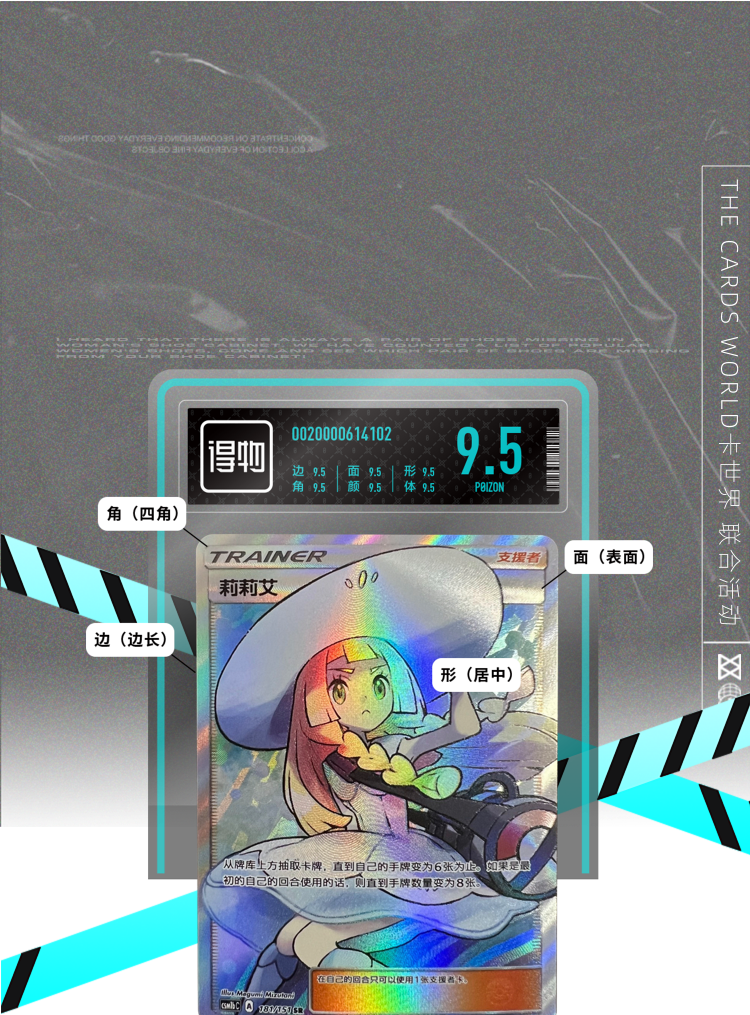 CONCENTRATE ON RECOMMENDING EVERYDAY GOOD THINGS
A COLLECTION OF EVERYDAY FINE OBJECTS
THE CARDS WORLD卡世界 联合活动
I HEARD THAT THERE IS ALWAYS A PAIR OF SHOES MISSING IN A
WOMAN'S SHOE CABINET. WE HAVE COUNTED A LIST OF POPULAR
WOMEN'S SHOES. COME AND SEE WHICH PAIR OF SHOES ARE MISSING
FROM YOUR SHOE CABINET!
得物
0020000614102
边 9.5 面 9.5 形 9.5
角 9.5 颜 9.5 体 9.5
9.5
POIZON
角（四角）
面（表面）
边（边长）
形（居中）
TRAINER
支援者
莉莉艾
从牌库上方抽取卡牌，直到自己的手牌变为6张为止。如果是最
初的自己的回合使用的话，则直到手牌数量变为8张。
在自己的回合只可以使用1张支援者卡。
Illus. Megumi Mizutani
CSM1b C A 181/151 SR